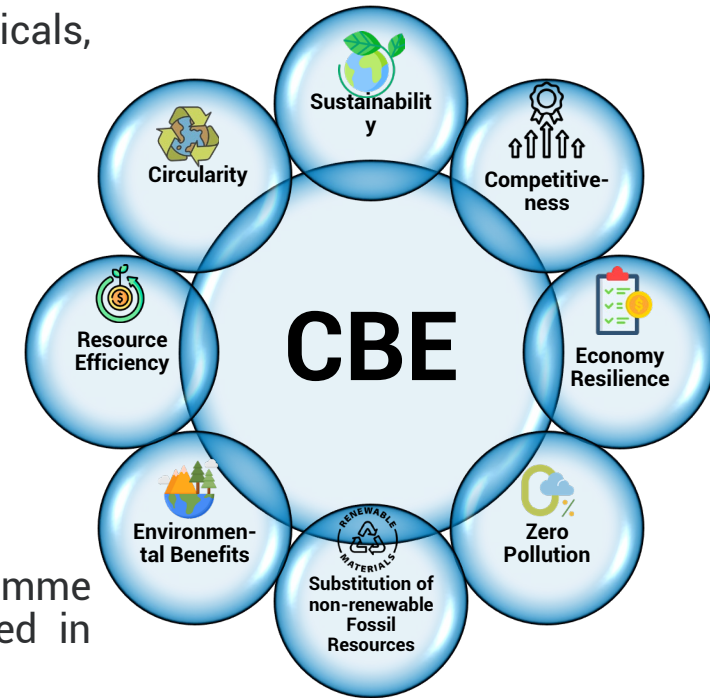 icals,
Sustainabilit
y
Circularity
Competitive-
ness
Resource
Efficiency
CBE
Economy
Resilience
Environmen-
tal Benefits
Zero
Pollution
RENEWABLE
MATERIALS
Substitution of
non-renewable
Fossil
Resources
mme
ed in